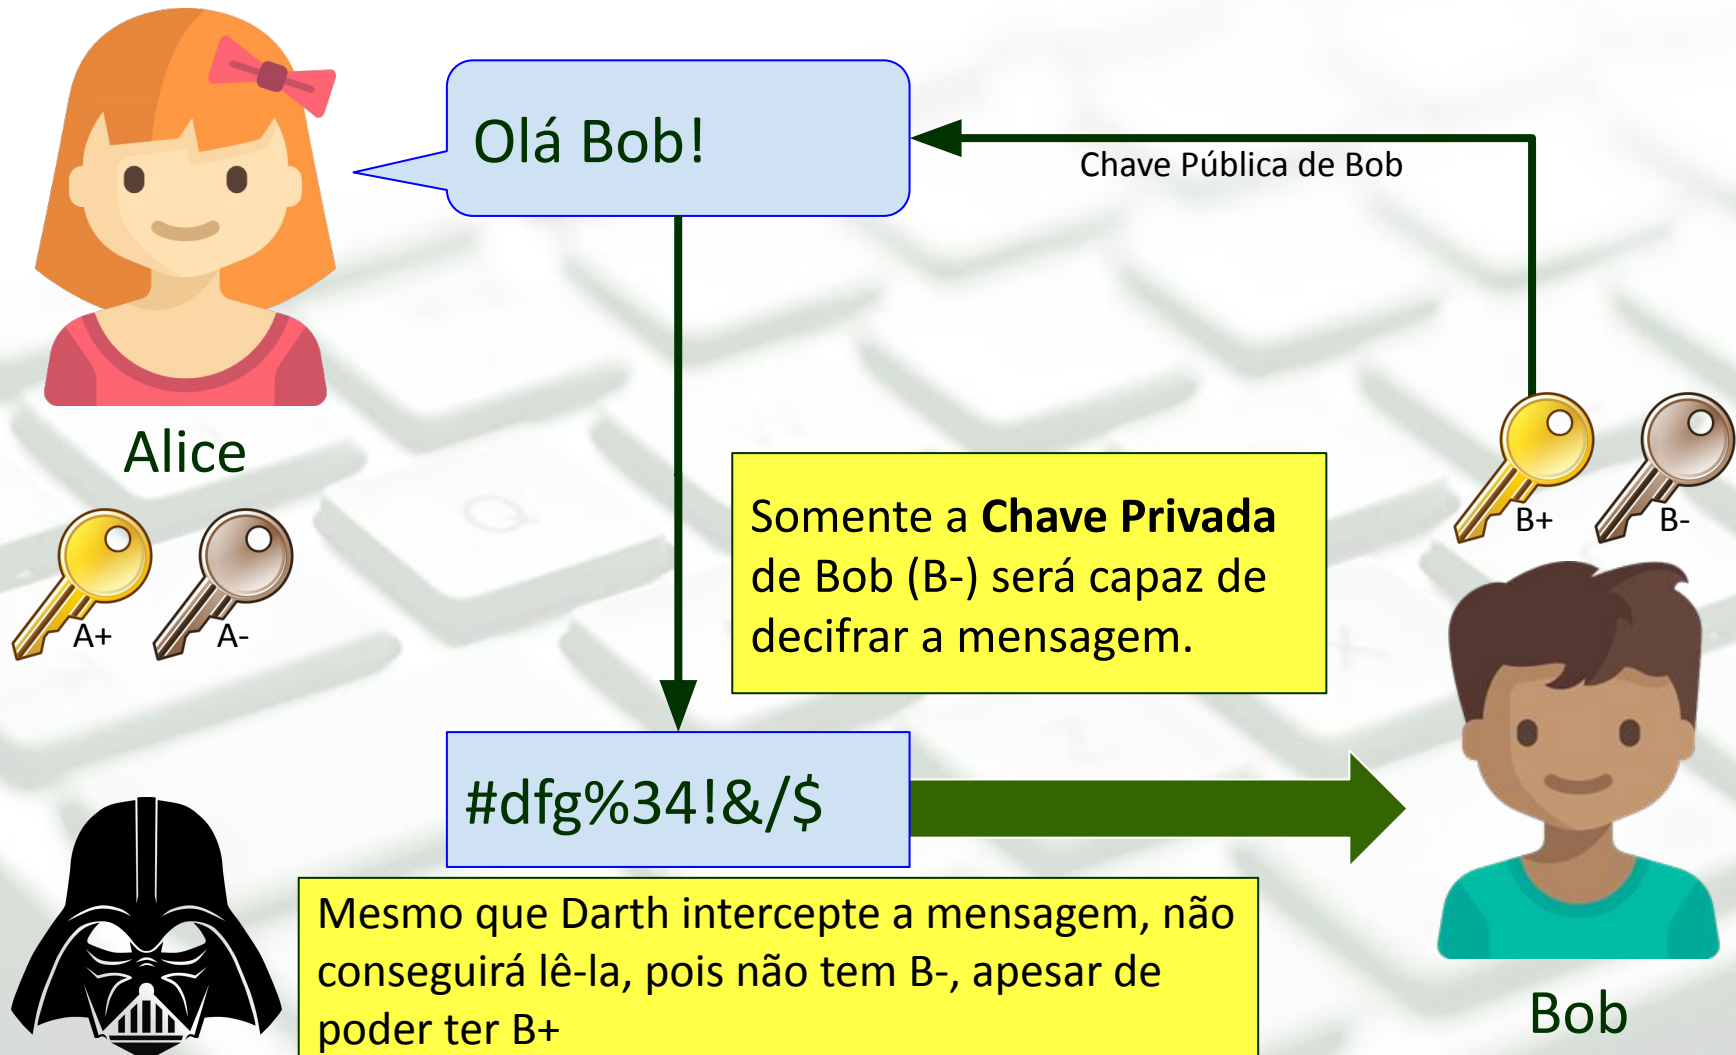 Olá Bob!
Chave Pública de Bob
Alice
A+
A-
B+
B-
Somente a Chave Privada
de Bob (B-) será capaz de
decifrar a mensagem.
#dfg%34!&/$
Mesmo que Darth intercepte a mensagem, não
conseguirá lê-la, pois não tem B-, apesar de
poder ter B+
Bob